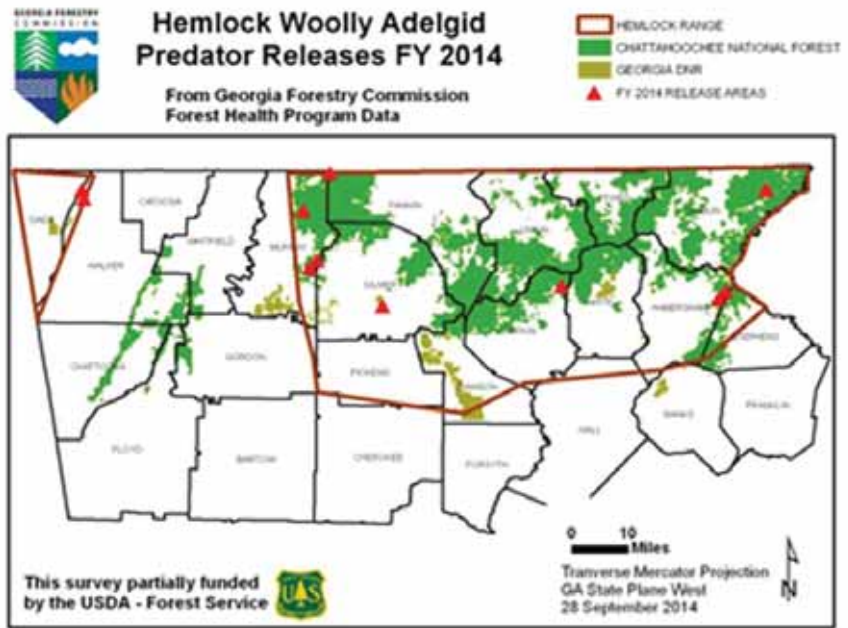 GEORGIA FORESTRY
COMMISSION
Hemlock Woolly Adelgid
Predator Releases FY 2014
From Georgia Forestry Commission
Forest Health Program Data
HEMLOCK RANGE
CHATTAHOOCHEE NATIONAL FOREST
GEORGIA DNR
FY 2014 RELEASE AREAS
CATOOSA
WHITFIELD
WALKER
MURRAY
FANNIN
GILMER
CHATTOOGA
GORDON
PICKENS
DAWSON
HABERSHAM
FLOYD
BARTOW
CHEROKEE
FORSYTH
HALL
BANKS
FRANKLIN
0 10
Miles
Tranverse Mercator Projection
GA State Plane West
28 September 2014
N
This survey partially funded
by the USDA - Forest Service
U S